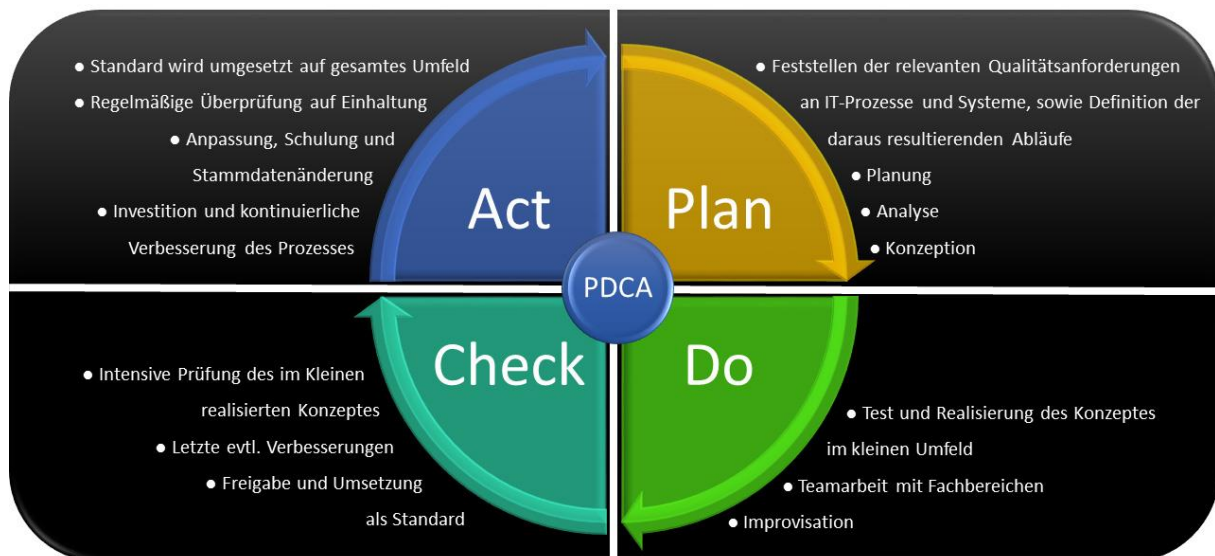 ● Standard wird umgesetzt auf gesamtes Umfeld
● Regelmäßige Überprüfung auf Einhaltung
● Anpassung, Schulung und
Stammdatenänderung
● Investition und kontinuierliche
Verbesserung des Prozesses
Act
Plan
● Feststellen der relevanten Qualitätsanforderungen
an IT-Prozesse und Systeme, sowie Definition der
daraus resultierenden Abläufe
● Planung
● Analyse
● Konzeption
PDCA
Check
● Intensive Prüfung des im Kleinen
realisierten Konzeptes
● Letzte evtl. Verbesserungen
● Freigabe und Umsetzung
als Standard
Do
● Test und Realisierung des Konzeptes
im kleinen Umfeld
● Teamarbeit mit Fachbereichen
● Improvisation